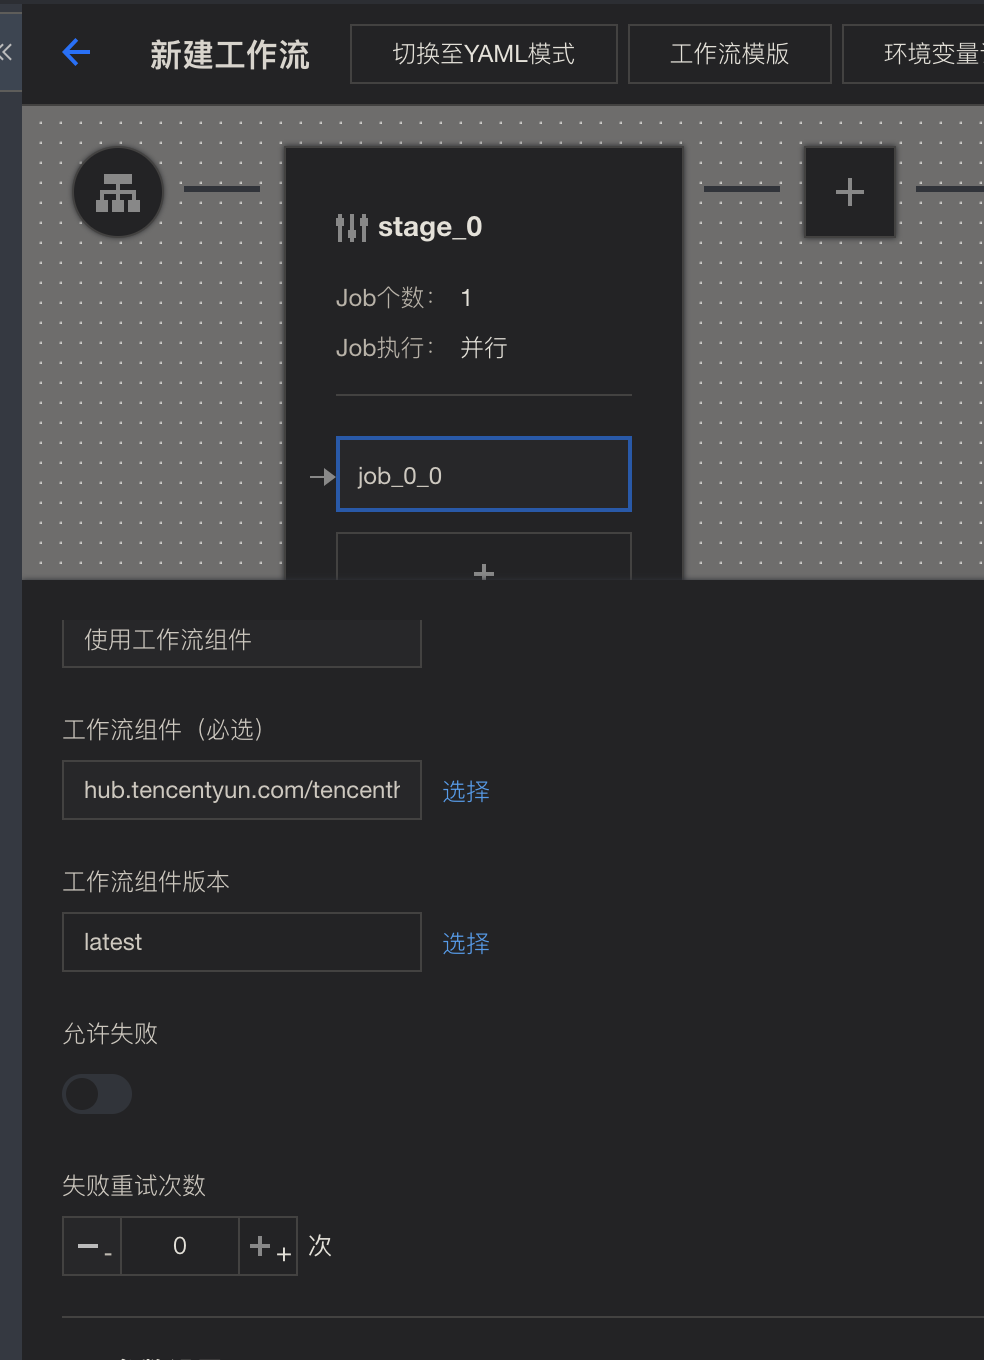 新建工作流
切换至YAML模式
工作流模版
环境变量
stage_0
Job个数： 1
Job执行： 并行
job_0_0
使用工作流组件
工作流组件（必选）
hub.tencentyun.com/tencenth
选择
工作流组件版本
latest
选择
允许失败
失败重试次数
- 0 + 次